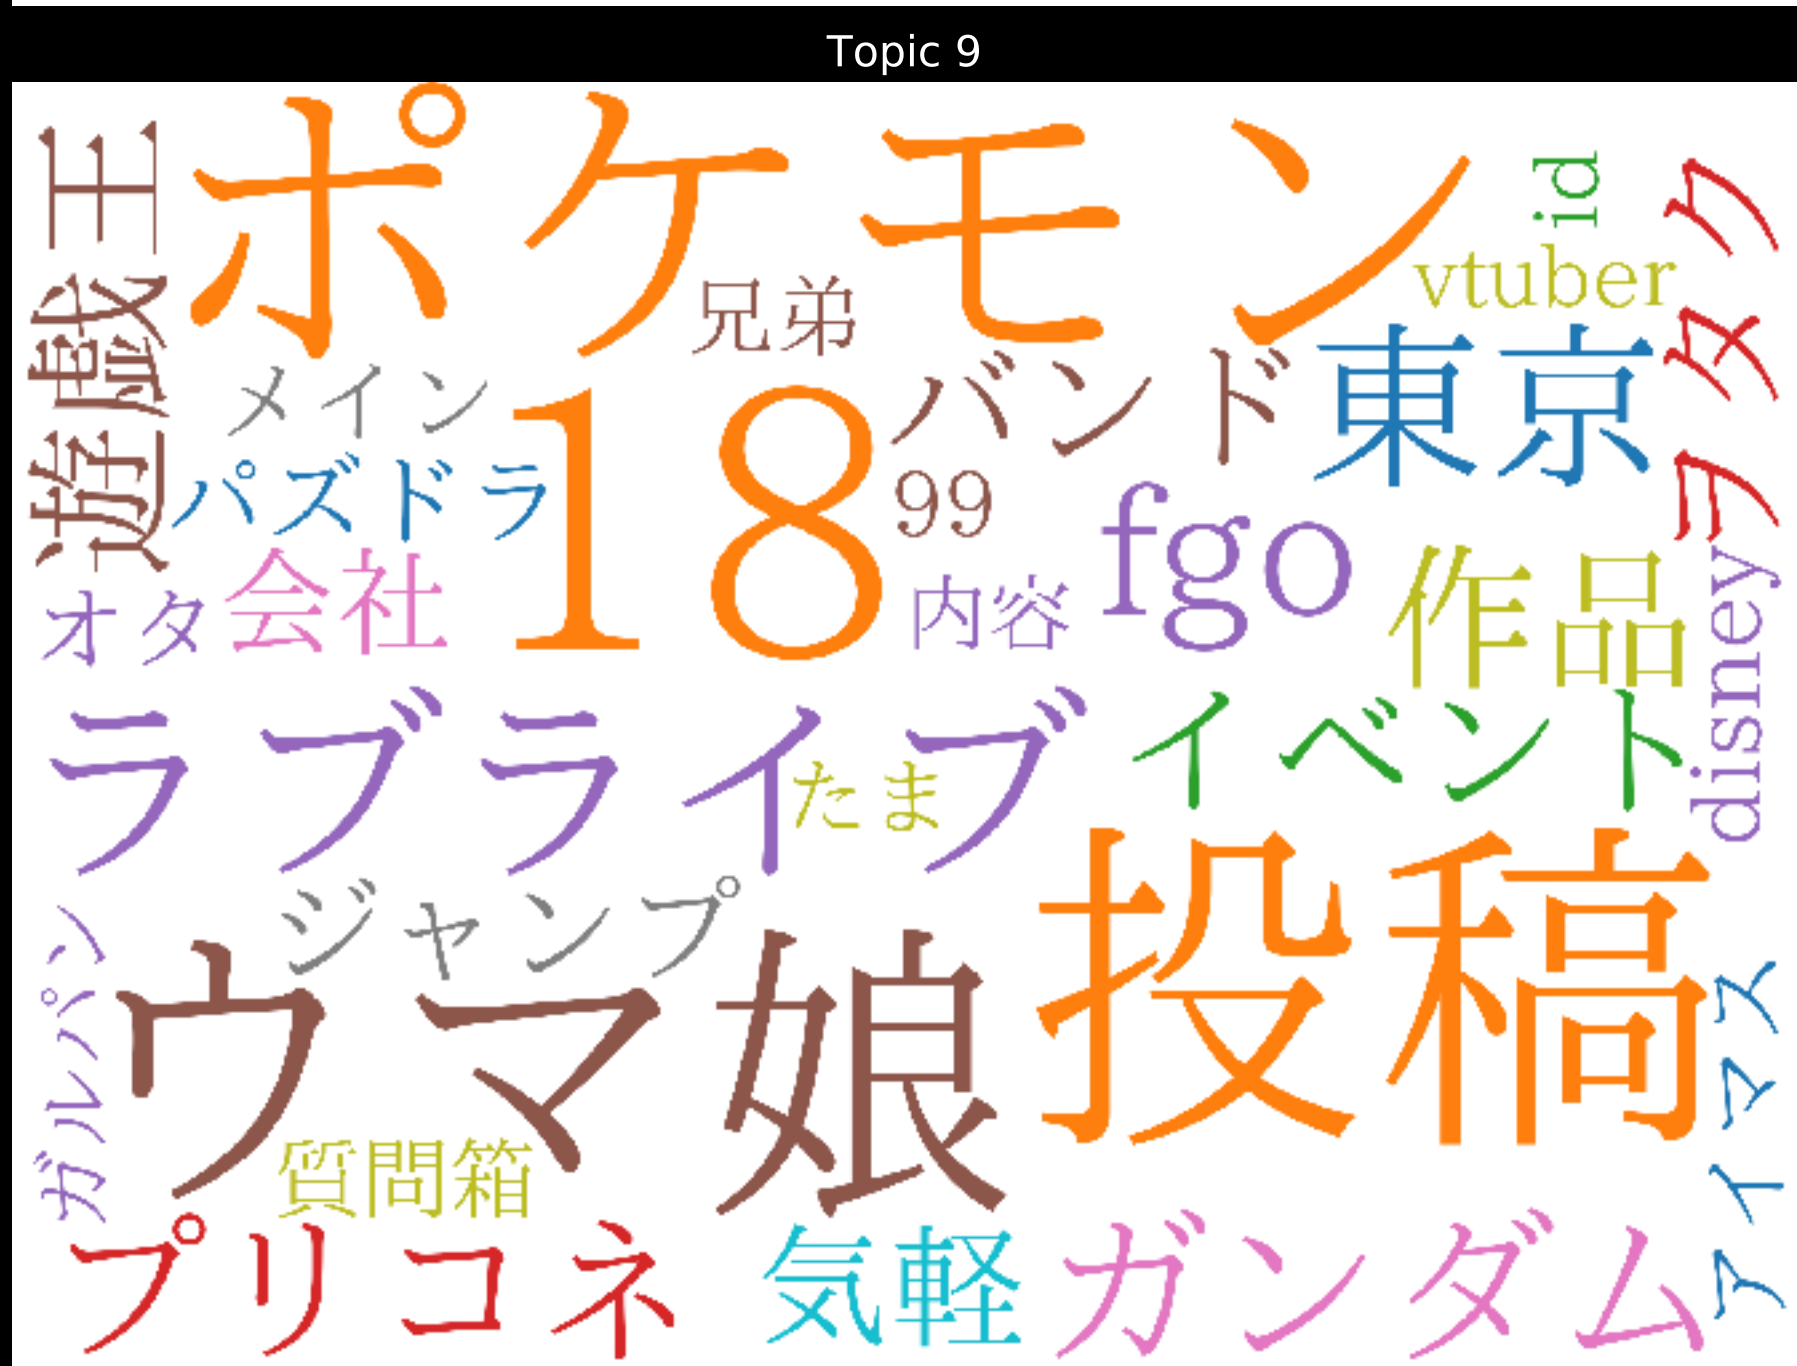 Topic 9
遊戯王
ポケモン
id
ヲタク
vtuber
兄弟
メイン
バンド
東京
パズドラ
18
99
fgo
作品
オタ
会社
内容
disney
ラブライブ
たま
イベント
ジャンプ
ガルパン
ウマ娘
投稿
アイマス
質問箱
プリコネ
気軽
ガンダム